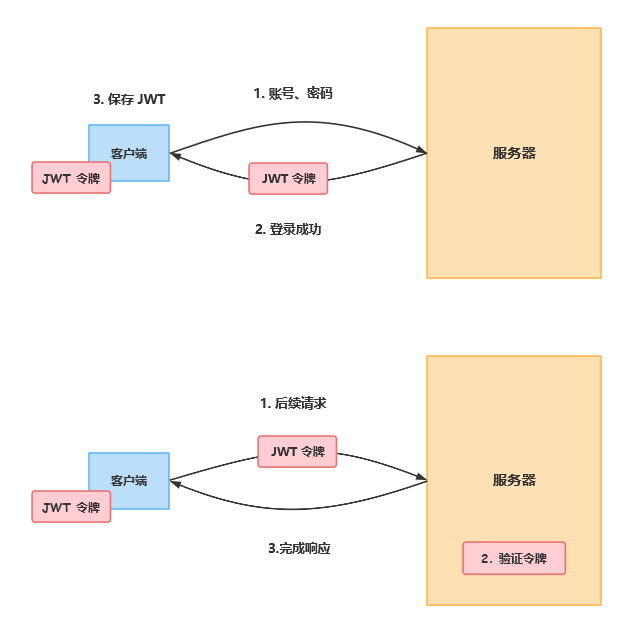 3. 保存 JWT
1. 账号、密码
客户端
JWT 令牌
JWT 令牌
服务器
2. 登录成功
1. 后续请求
JWT 令牌
客户端
JWT 令牌
服务器
3.完成响应
2. 验证令牌